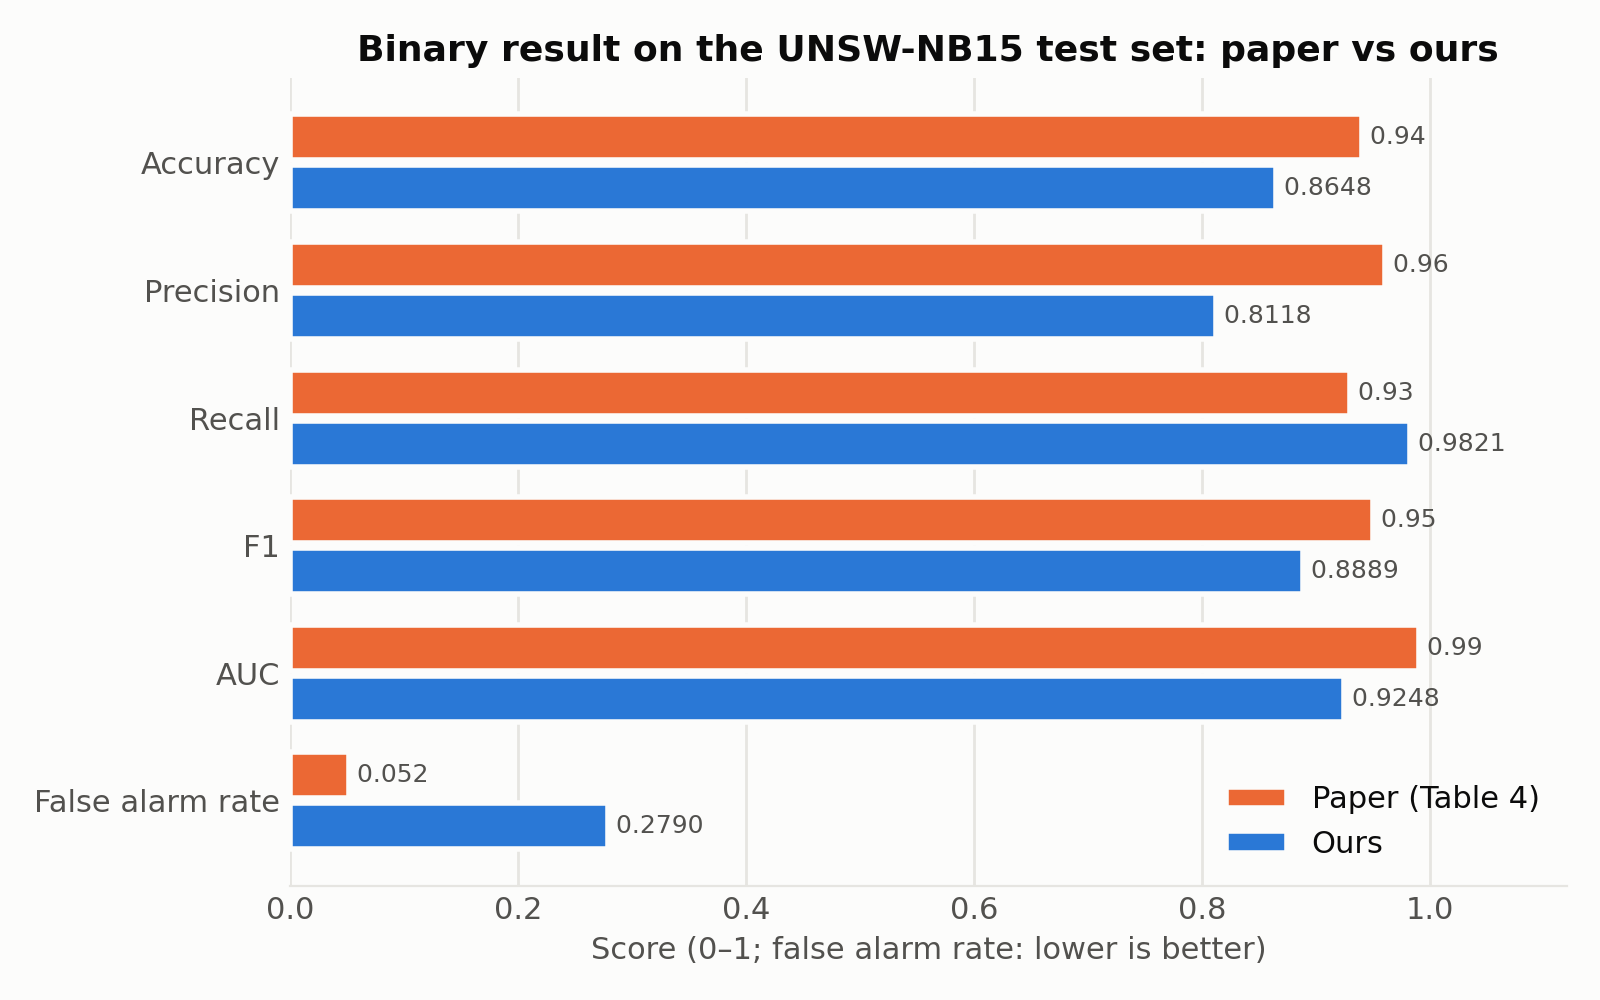 Binary result on the UNSW-NB15 test set: paper vs ours
Accuracy
0.94
0.8648
Precision
0.96
0.8118
Recall
0.93
0.9821
F1
0.95
0.8889
AUC
0.99
0.9248
False alarm rate
0.052
0.2790
Paper (Table 4)
Ours
0.0 0.2 0.4 0.6 0.8 1.0
Score (0–1; false alarm rate: lower is better)